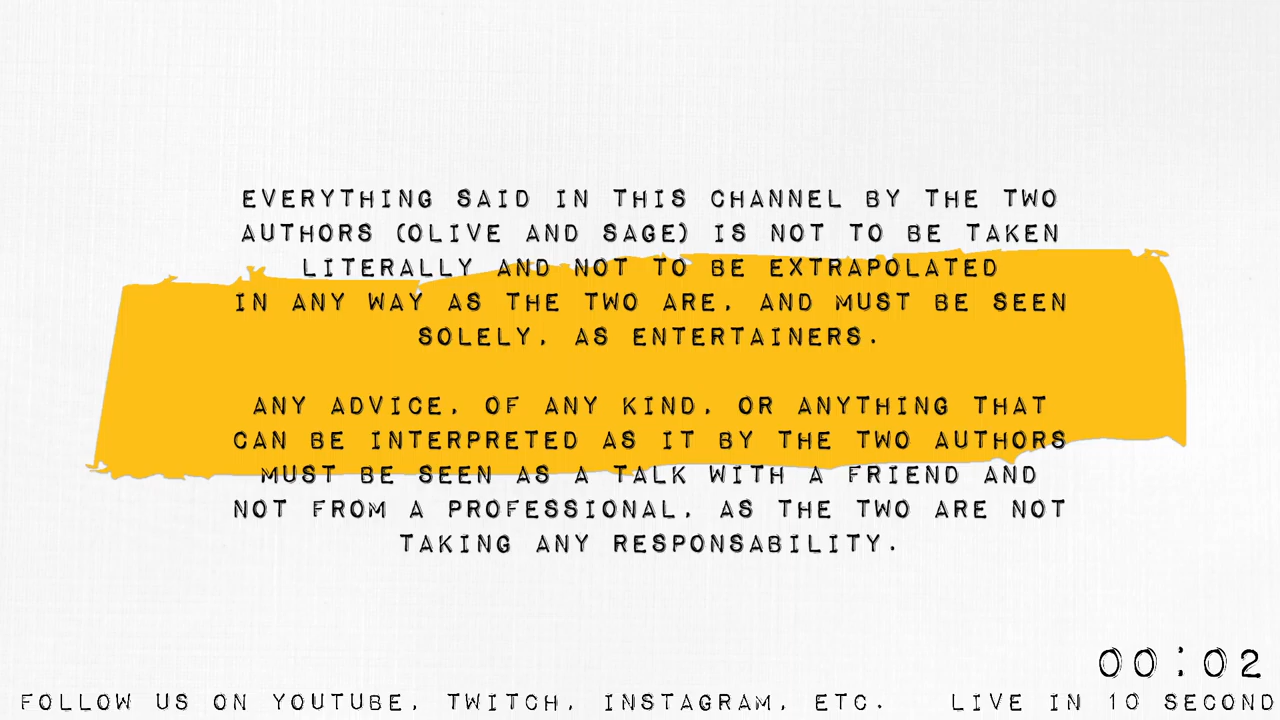 EVERYTHING SAID IN THIS CHANNEL BY THE TWO
AUTHORS (OLIVE AND SAGE) IS NOT TO BE TAKEN
LITERALLY AND NOT TO BE EXTRAPOLATED
IN ANY WAY AS THE TWO ARE, AND MUST BE SEEN
SOLELY, AS ENTERTAINERS.
ANY ADVICE, OF ANY KIND, OR ANYTHING THAT
CAN BE INTERPRETED AS IT BY THE TWO AUTHORS
MUST BE SEEN AS A TALK WITH A FRIEND AND
NOT FROM A PROFESSIONAL, AS THE TWO ARE NOT
TAKING ANY RESPONSABILITY.
00:02
FOLLOW US ON YOUTUBE, TWITCH, INSTAGRAM, ETC. LIVE IN 10 SECOND